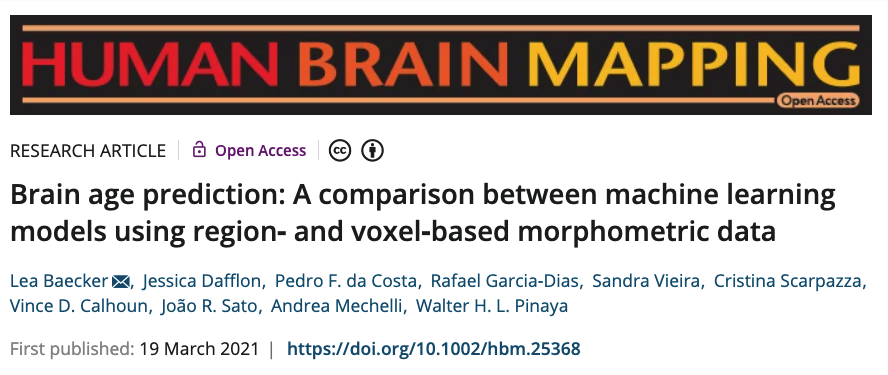 HUMAN BRAIN MAPPING
Open Access
RESEARCH ARTICLE Open Access cc
Brain age prediction: A comparison between machine learning
models using region- and voxel-based morphometric data
Lea Baecker, Jessica Dafflon, Pedro F. da Costa, Rafael Garcia-Dias, Sandra Vieira, Cristina Scarpazza,
Vince D. Calhoun, João R. Sato, Andrea Mechelli, Walter H. L. Pinaya
First published: 19 March 2021 | https://doi.org/10.1002/hbm.25368